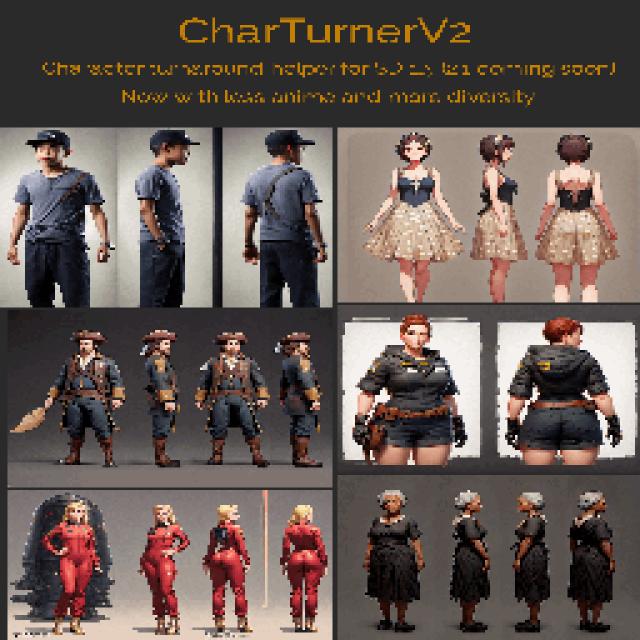 CharTurnerV2
Character turnaround helper for SD 1.5 (2.1 coming soon!)
Now with less anime and more diversity